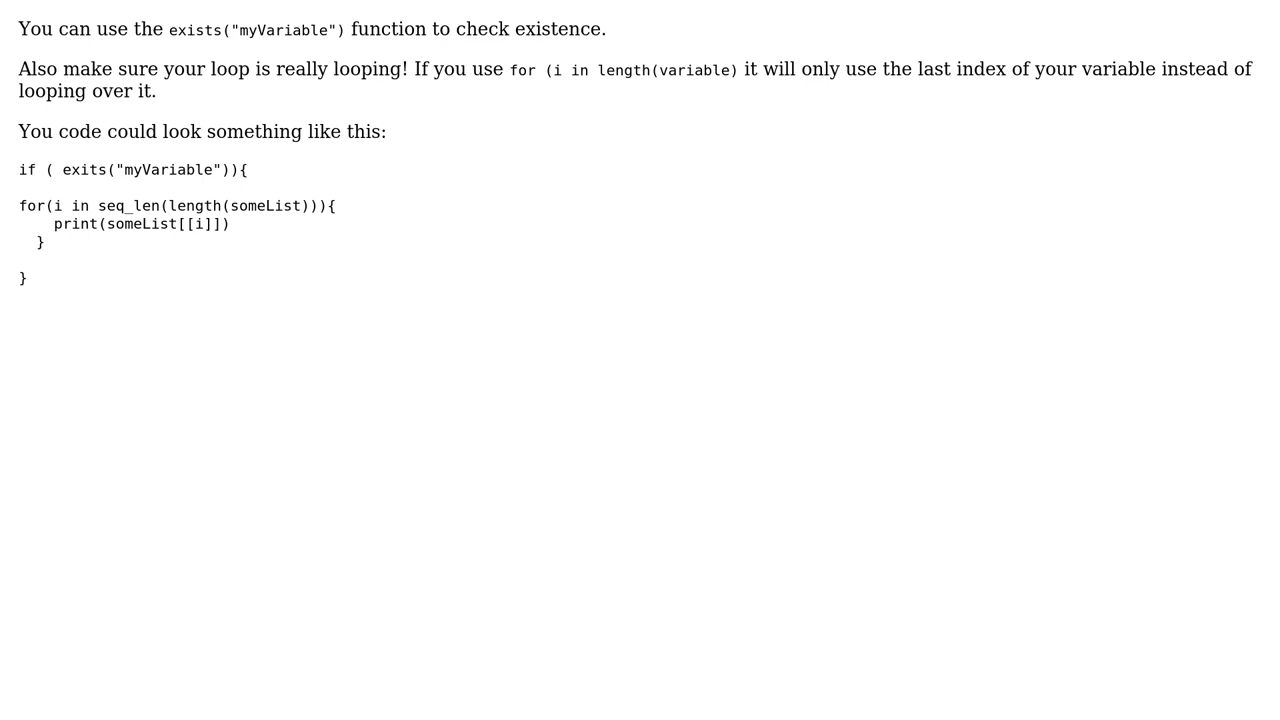 You can use the exists("myVariable") function to check existence.
Also make sure your loop is really looping! If you use for (i in length(variable) it will only use the last index of your variable instead of
looping over it.
You code could look something like this:
if ( exits("myVariable")){
for(i in seq_len(length(someList))){
    print(someList[[i]])
  }
}